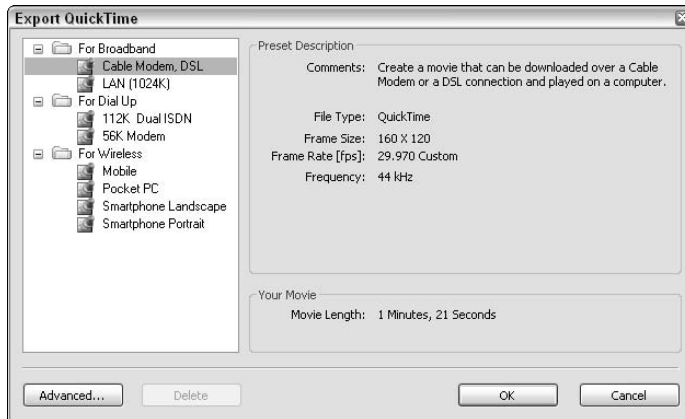 Export QuickTime
For Broadband
Cable Modem, DSL
LAN (1024K)
For Dial Up
112K Dual ISDN
56K Modem
For Wireless
Mobile
Pocket PC
Smartphone Landscape
Smartphone Portrait
Preset Description
Comments: Create a movie that can be downloaded over a Cable
Modem or a DSL connection and played on a computer.
File Type: QuickTime
Frame Size: 160 X 120
Frame Rate [fps]: 29.970 Custom
Frequency: 44 kHz
Your Movie
Movie Length: 1 Minutes, 21 Seconds
Advanced... Delete OK Cancel